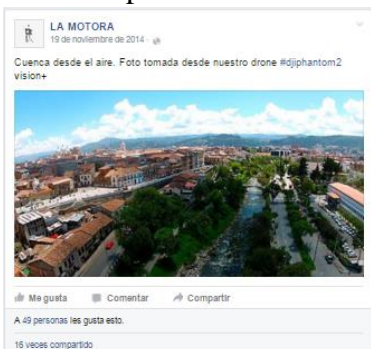 LA MOTORA
19 de noviembre de 2014 ·
Cuenca desde el aire. Foto tomada desde nuestro drone #djiphantom2
vision+
Me gusta Comentar Compartir
A 49 personas les gusta esto.
16 veces compartido